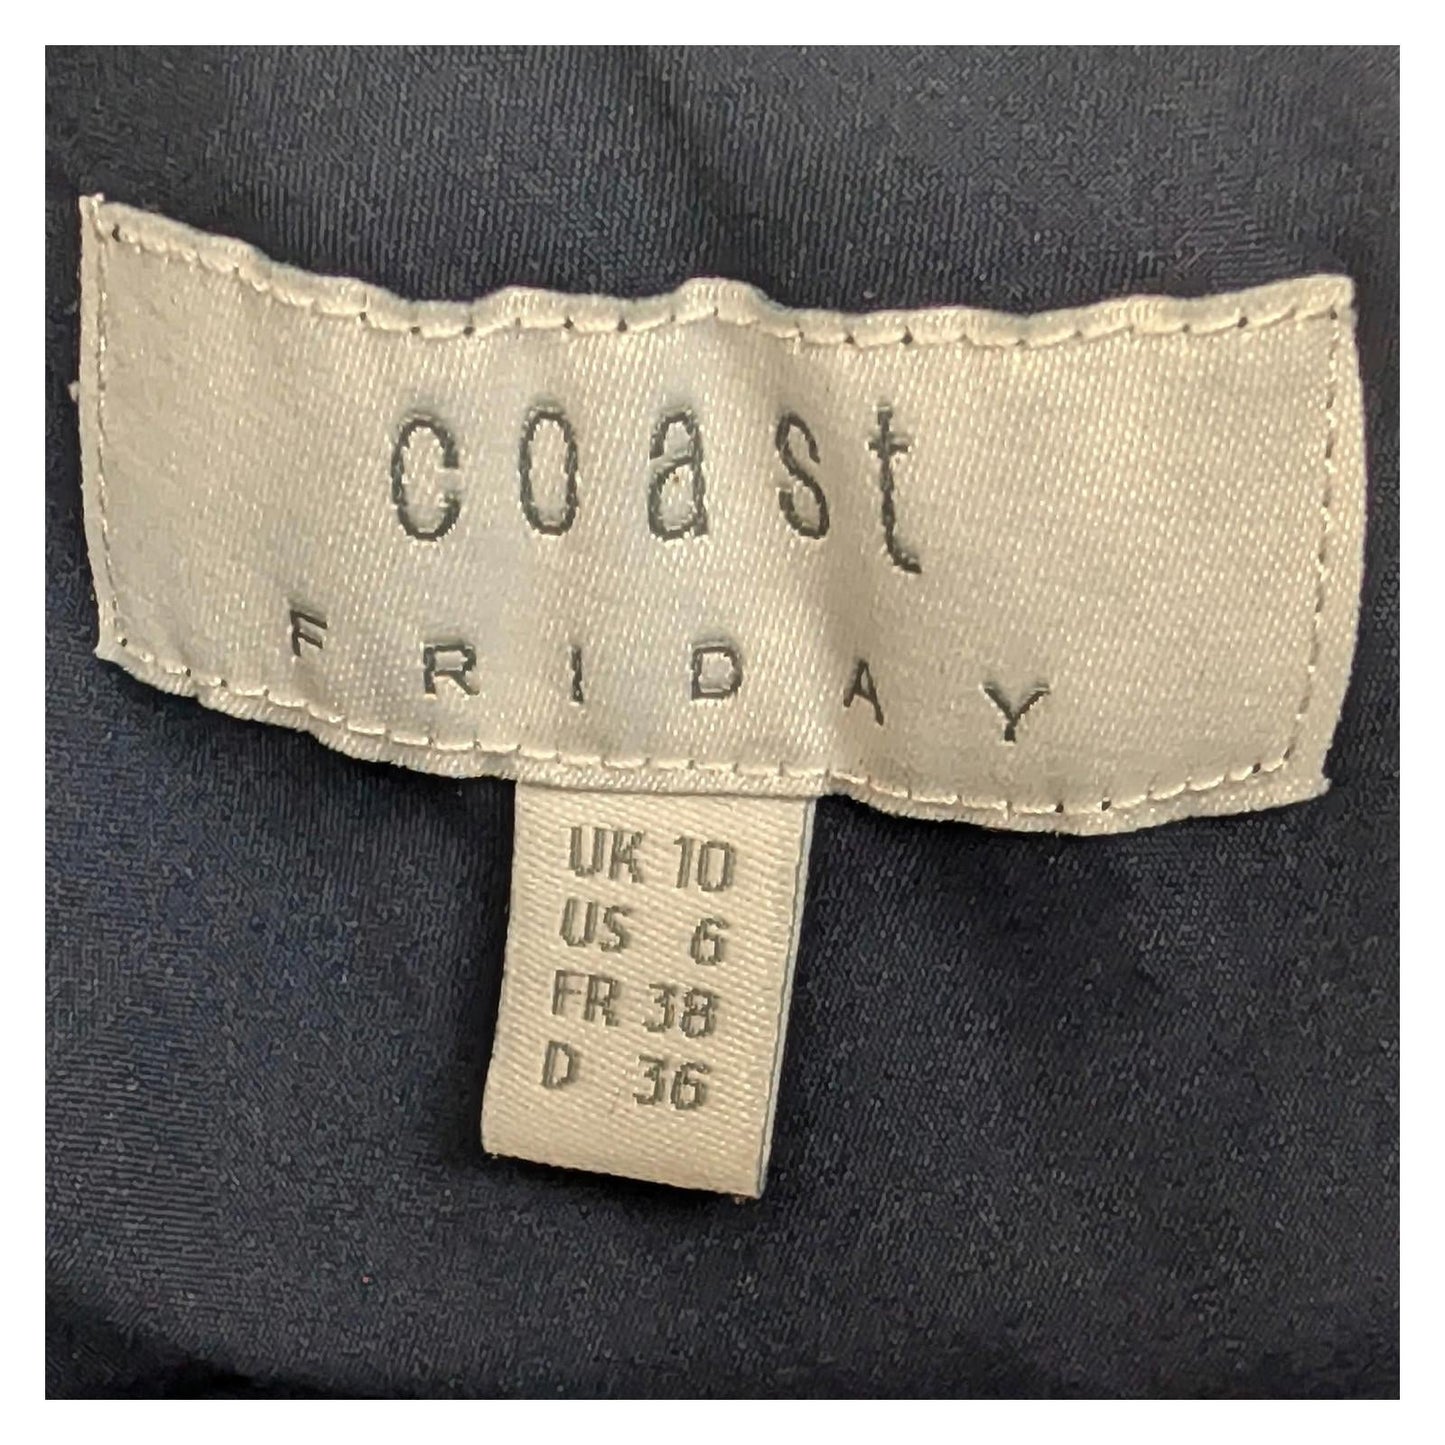 coast
FRIDAY
UK 10
US 6
FR 38
D 36